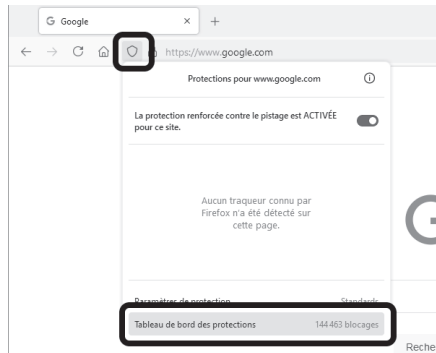 Google
https://www.google.com
Protections pour www.google.com
La protection renforcée contre le pistage est ACTIVÉE
pour ce site.
Aucun traqueur connu par
Firefox n'a été détecté sur
cette page.
Paramètres de protection Standards
Tableau de bord des protections 144 463 blocages
Reche